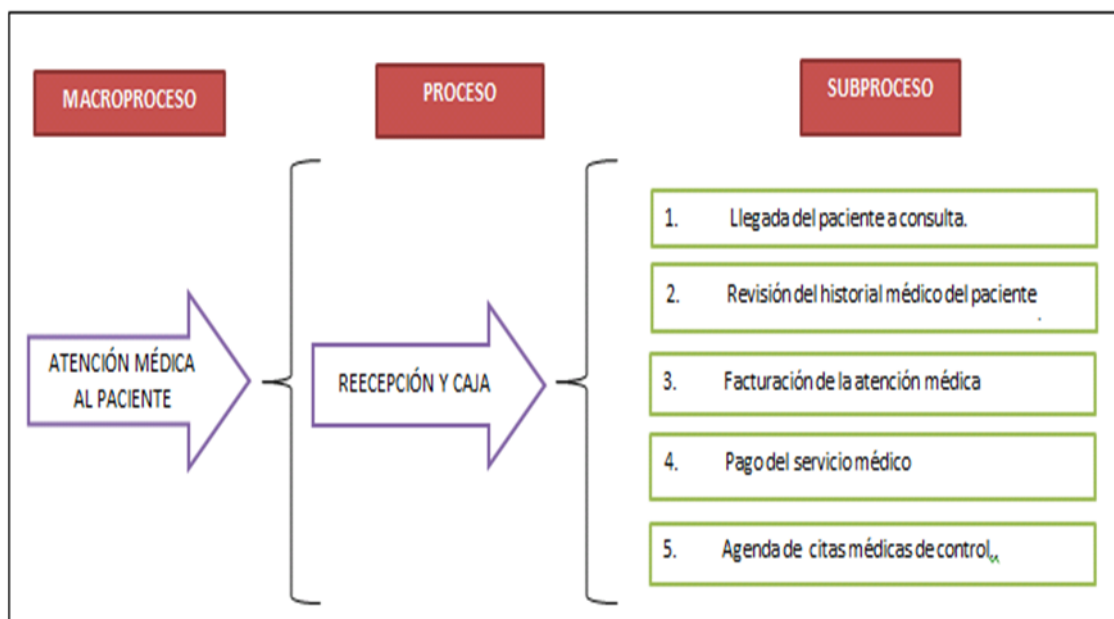 MACROPROCESO
PROCESO
SUBPROCESO
ATENCIÓN MÉDICA
AL PACIENTE
REECEPCIÓN Y CAJA
1. Llegada del paciente a consulta.
2. Revisión del historial médico del paciente
.
3. Facturación de la atención médica
4. Pago del servicio médico
5. Agenda de citas médicas de control,,